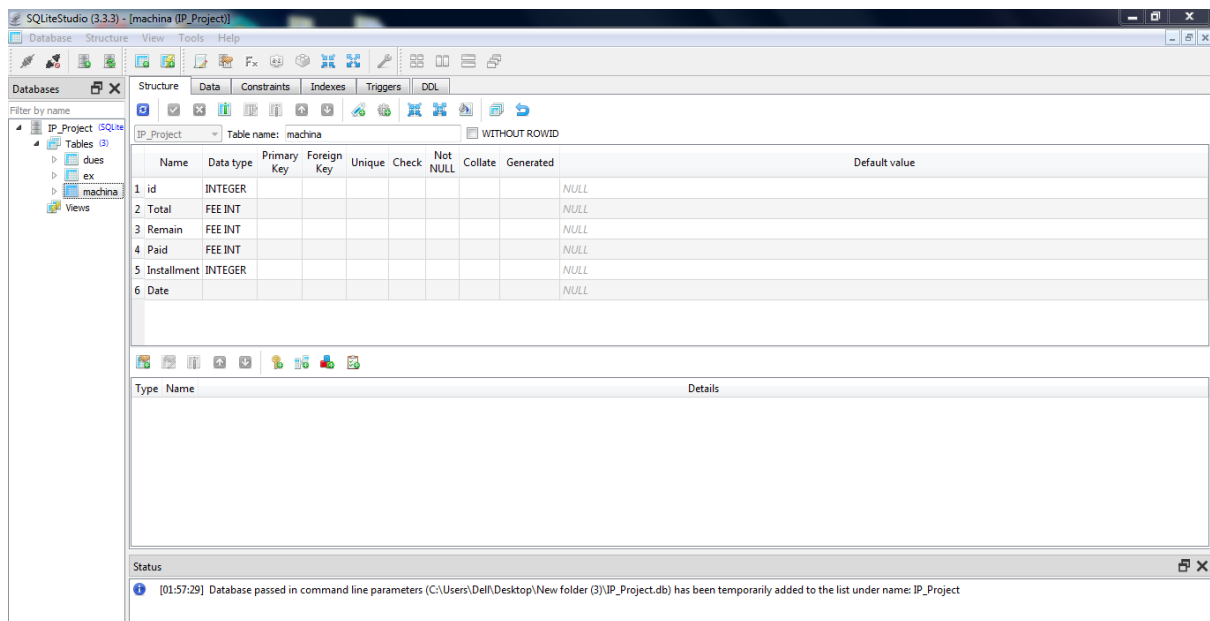 SQLiteStudio (3.3.3) - [machina (IP_Project)]
Database Structure View Tools Help
Databases
Filter by name
IP_Project (SQLite
Tables (3)
dues
ex
machina
Views
Structure Data Constraints Indexes Triggers DDL
IP_Project Table name: machina WITHOUT ROWID
Name Data type Primary Key Foreign Key Unique Check Not NULL Collate Generated Default value
1 id INTEGER NULL
2 Total FEE INT NULL
3 Remain FEE INT NULL
4 Paid FEE INT NULL
5 Installment INTEGER NULL
6 Date NULL
Type Name Details
Status
[01:57:29] Database passed in command line parameters (C:\Users\Dell\Desktop\New folder (3)\IP_Project.db) has been temporarily added to the list under name: IP_Project